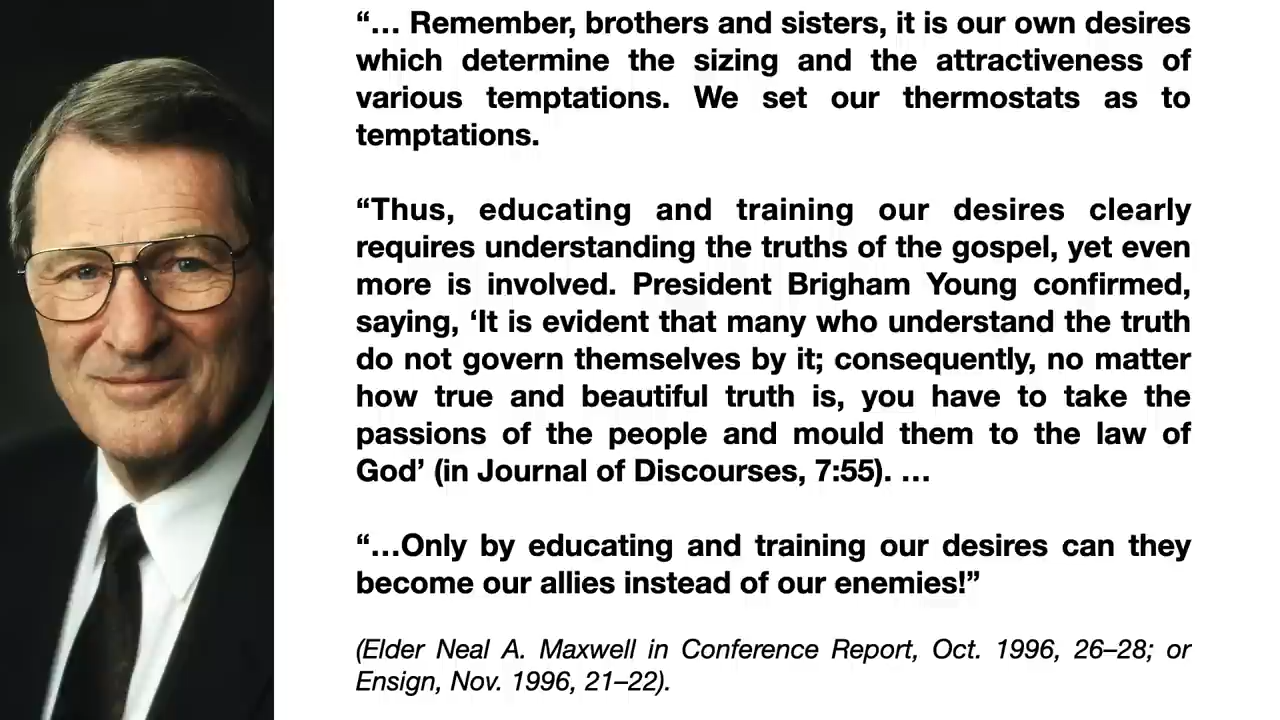 “… Remember, brothers and sisters, it is our own desires
which determine the sizing and the attractiveness of
various temptations. We set our thermostats as to
temptations.
“Thus, educating and training our desires clearly
requires understanding the truths of the gospel, yet even
more is involved. President Brigham Young confirmed,
saying, ‘It is evident that many who understand the truth
do not govern themselves by it; consequently, no matter
how true and beautiful truth is, you have to take the
passions of the people and mould them to the law of
God’ (in Journal of Discourses, 7:55). …
“…Only by educating and training our desires can they
become our allies instead of our enemies!”
(Elder Neal A. Maxwell in Conference Report, Oct. 1996, 26–28; or
Ensign, Nov. 1996, 21–22).